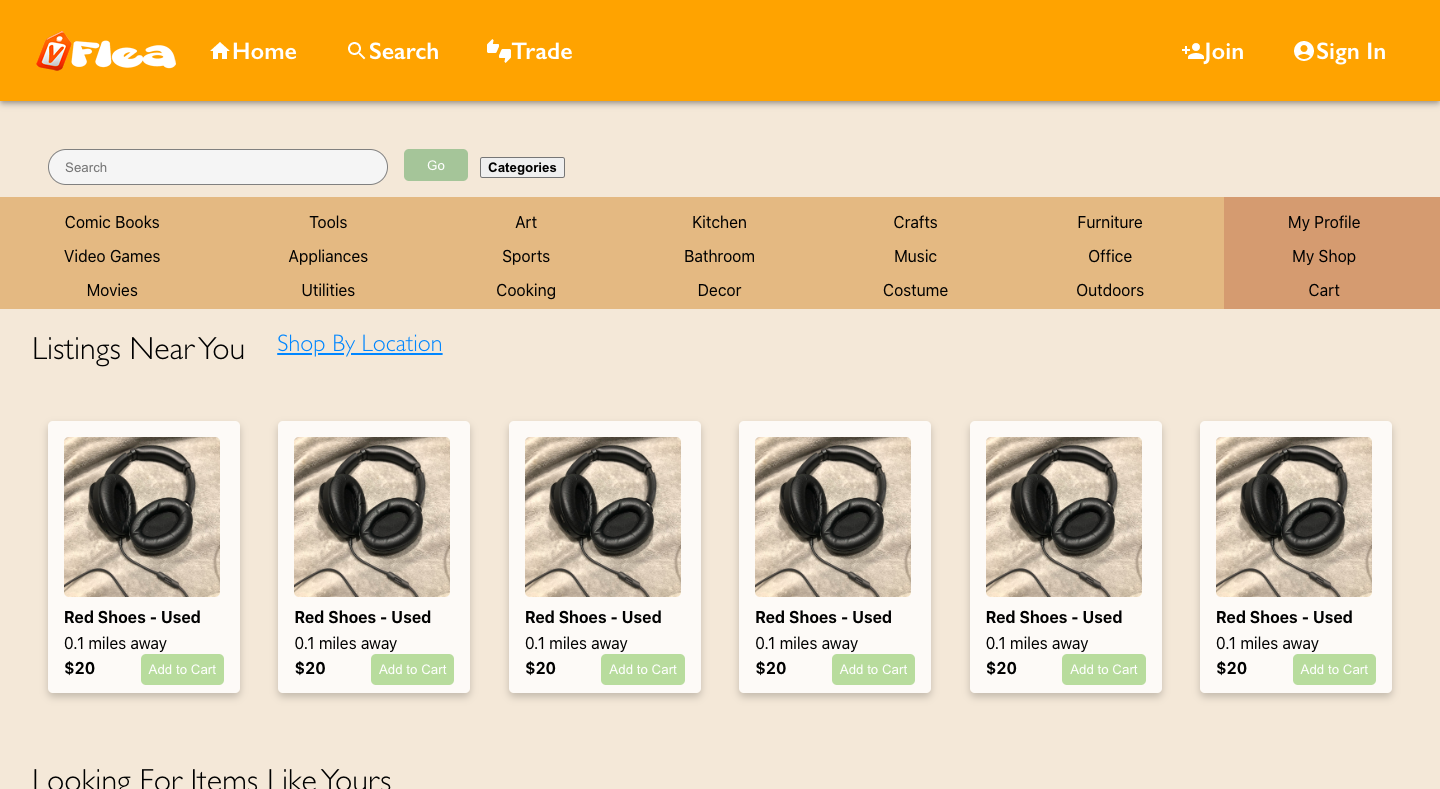 V Flea Home Search Trade Join Sign In
Search Go Categories
Comic Books Tools Art Kitchen Crafts Furniture My Profile
Video Games Appliances Sports Bathroom Music Office My Shop
Movies Utilities Cooking Decor Costume Outdoors Cart
Listings Near You Shop By Location
Red Shoes - Used Red Shoes - Used Red Shoes - Used Red Shoes - Used Red Shoes - Used Red Shoes - Used
0.1 miles away 0.1 miles away 0.1 miles away 0.1 miles away 0.1 miles away 0.1 miles away
$20 Add to Cart $20 Add to Cart $20 Add to Cart $20 Add to Cart $20 Add to Cart $20 Add to Cart
Looking For Items Like Yours